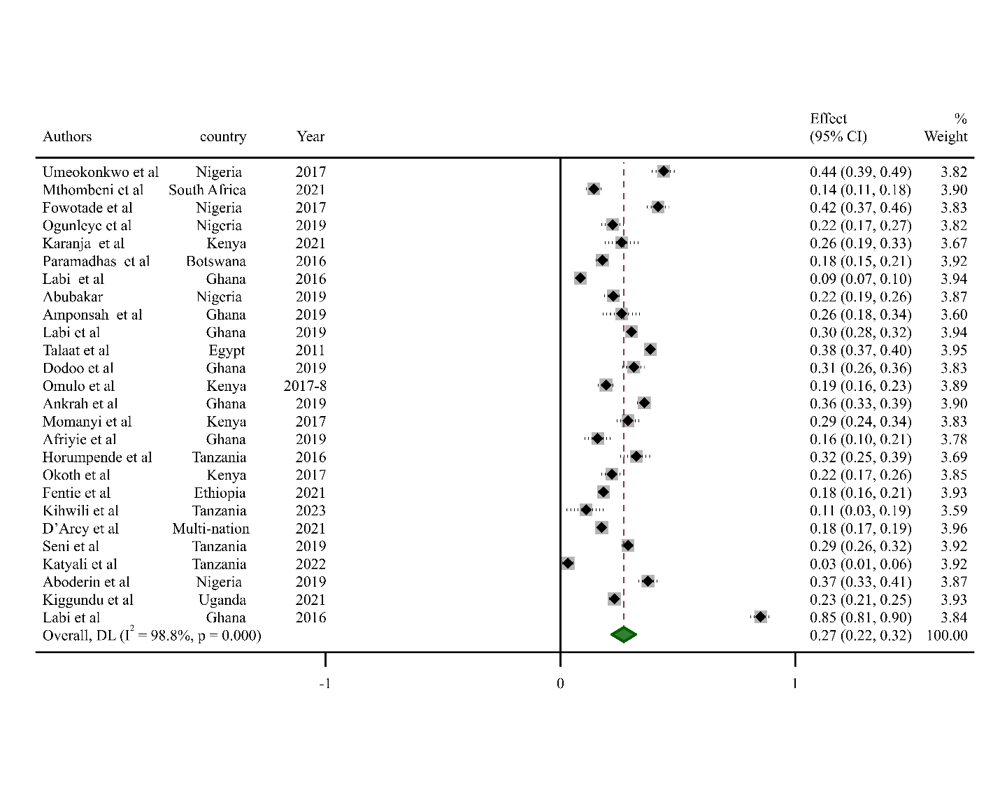 Effect %
Authors country Year (95% CI) Weight
Umeokonkwo et al Nigeria 2017 0.44 (0.39, 0.49) 3.82
Mthombeni et al South Africa 2021 0.14 (0.11, 0.18) 3.90
Fowotade et al Nigeria 2017 0.42 (0.37, 0.46) 3.83
Ogunleye et al Nigeria 2019 0.22 (0.17, 0.27) 3.82
Karanja et al Kenya 2021 0.26 (0.19, 0.33) 3.67
Paramadhas et al Botswana 2016 0.18 (0.15, 0.21) 3.92
Labi et al Ghana 2016 0.09 (0.07, 0.10) 3.94
Abubakar Nigeria 2019 0.22 (0.19, 0.26) 3.87
Amponsah et al Ghana 2019 0.26 (0.18, 0.34) 3.60
Labi et al Ghana 2019 0.30 (0.28, 0.32) 3.94
Talaat et al Egypt 2011 0.38 (0.37, 0.40) 3.95
Dodoo et al Ghana 2019 0.31 (0.26, 0.36) 3.83
Omulo et al Kenya 2017-8 0.19 (0.16, 0.23) 3.89
Ankrah et al Ghana 2019 0.36 (0.33, 0.39) 3.90
Momanyi et al Kenya 2017 0.29 (0.24, 0.34) 3.83
Afriyie et al Ghana 2019 0.16 (0.10, 0.21) 3.78
Horumpende et al Tanzania 2016 0.32 (0.25, 0.39) 3.69
Okoth et al Kenya 2017 0.22 (0.17, 0.26) 3.85
Fentie et al Ethiopia 2021 0.18 (0.16, 0.21) 3.93
Kihwili et al Tanzania 2023 0.11 (0.03, 0.19) 3.59
D’Arcy et al Multi-nation 2021 0.18 (0.17, 0.19) 3.96
Seni et al Tanzania 2019 0.29 (0.26, 0.32) 3.92
Katyali et al Tanzania 2022 0.03 (0.01, 0.06) 3.92
Aboderin et al Nigeria 2019 0.37 (0.33, 0.41) 3.87
Kiggundu et al Uganda 2021 0.23 (0.21, 0.25) 3.93
Labi et al Ghana 2016 0.85 (0.81, 0.90) 3.84
Overall, DL (I² = 98.8%, p = 0.000) 0.27 (0.22, 0.32) 100.00
-1 0 1